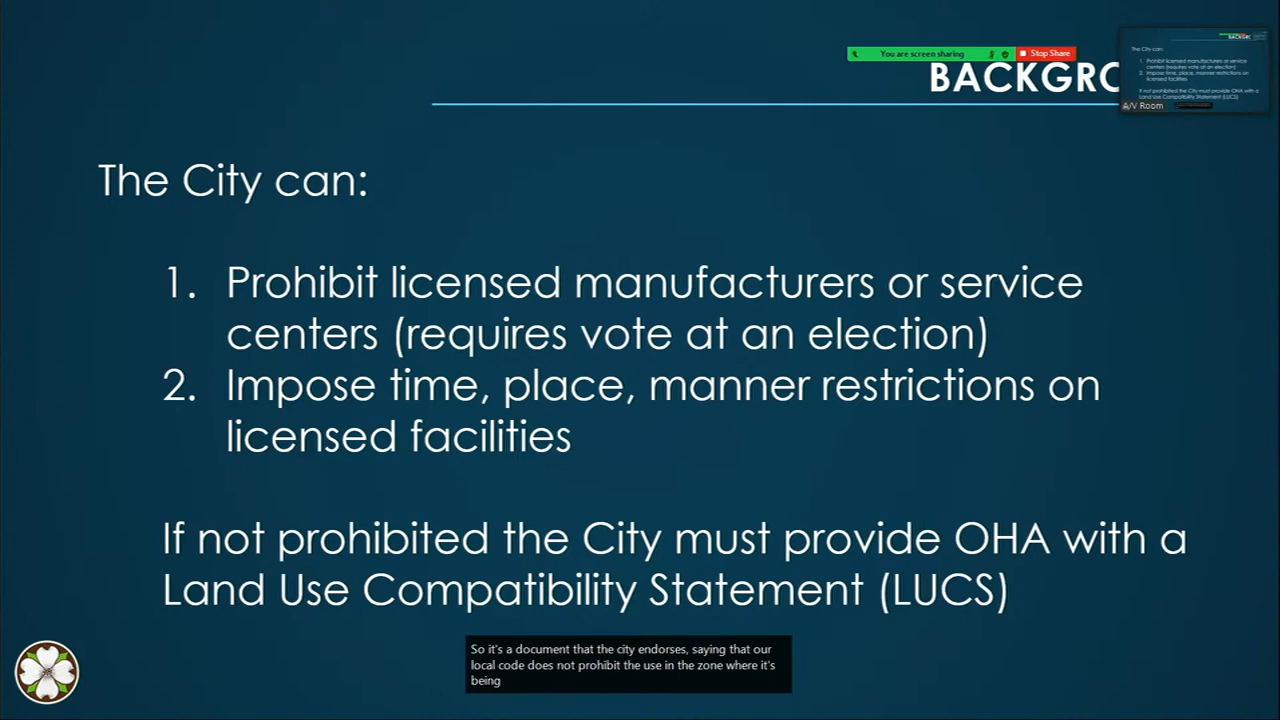 You are screen sharing
Stop Share
BACKGRO
BACKGRO
The City can:
1. Prohibit licensed manufacturers or service
centers (requires vote at an election)
2. Impose time, place, manner restrictions on
licensed facilities
If not prohibited the City must provide OHA with a
Land Use Compatibility Statement (LUCS)
A/V Room
The City can:
1. Prohibit licensed manufacturers or service
centers (requires vote at an election)
2. Impose time, place, manner restrictions on
licensed facilities
If not prohibited the City must provide OHA with a
Land Use Compatibility Statement (LUCS)
So it's a document that the city endorses, saying that our
local code does not prohibit the use in the zone where it's
being